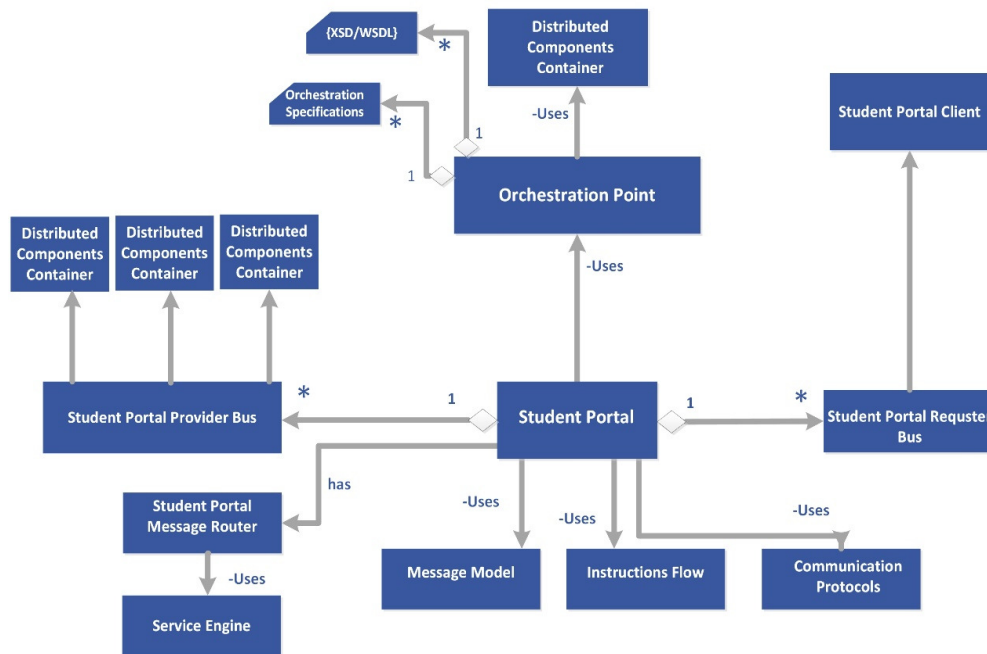 {XSD/WSDL}
*
Distributed
Components
Container
Orchestration
Specifications
*
-Uses
Student Portal Client
1
1
Orchestration Point
Distributed
Components
Container
Distributed
Components
Container
Distributed
Components
Container
-Uses
Student Portal Provider Bus
*
1
Student Portal
1
*
Student Portal Requster
Bus
has
Student Portal
Message Router
-Uses
-Uses
-Uses
Message Model
Instructions Flow
Communication
Protocols
-Uses
Service Engine